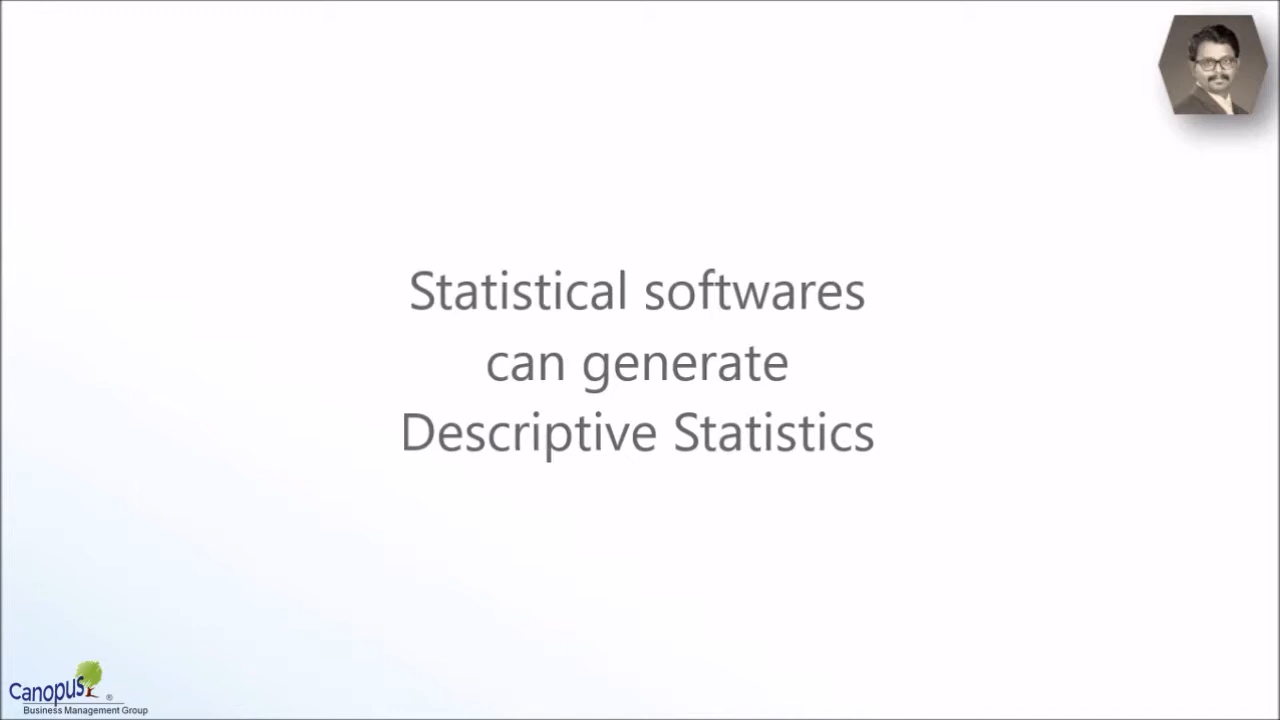 Statistical softwares
can generate
Descriptive Statistics
Canopus ®
Business Management Group